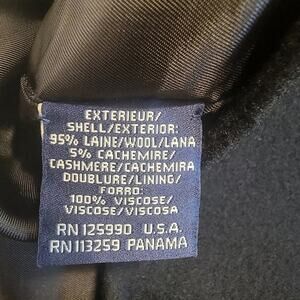 EXTERIEUR/
SHELL/EXTERIOR:
95% LAINE/WOOL/LANA
5% CACHEMIRE/
CASHMERE/CACHEMIRA
DOUBLURE/LINING/
FORRO:
100% VISCOSE/
VISCOSE/VISCOSA
RN 125990 U.S.A.
RN 113259 PANAMA